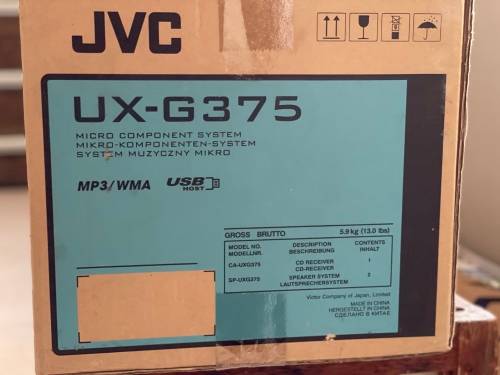 JVC
UX-G375
MICRO COMPONENT SYSTEM
MIKRO-KOMPONENTEN-SYSTEM
SYSTEM MUZYCZNY MIKRO
MP3/WMA USB HOST
GROSS BRUTTO 5.9 kg (13.0 lbs)
MODEL NO. DESCRIPTION CONTENTS
MODELLNR. BESCHREIBUNG INHALT
CA-UXG375 CD RECEIVER 1
CD-RECEIVER
SP-UXG375 SPEAKER SYSTEM 2
LAUTSPRECHERSYSTEM
Victor Company of Japan, Limited
MADE IN CHINA
HERGESTELLT IN CHINA
СДЕЛАНО В КИТАЕ